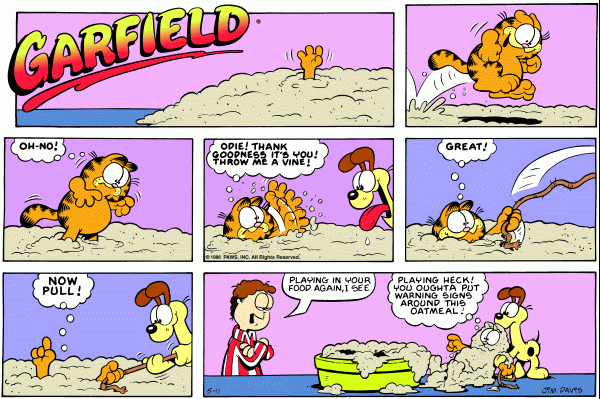 GARFIELD®
OH-NO!
ODIE! THANK
GOODNESS IT'S YOU!
THROW ME A VINE!
© 1986 PAWS, INC. All Rights Reserved.
GREAT!
NOW
PULL!
PLAYING IN YOUR
FOOD AGAIN, I SEE
PLAYING HECK!
YOU OUGHTA PUT
WARNING SIGNS
AROUND THIS
OATMEAL!
5-11
JIM DAVIS